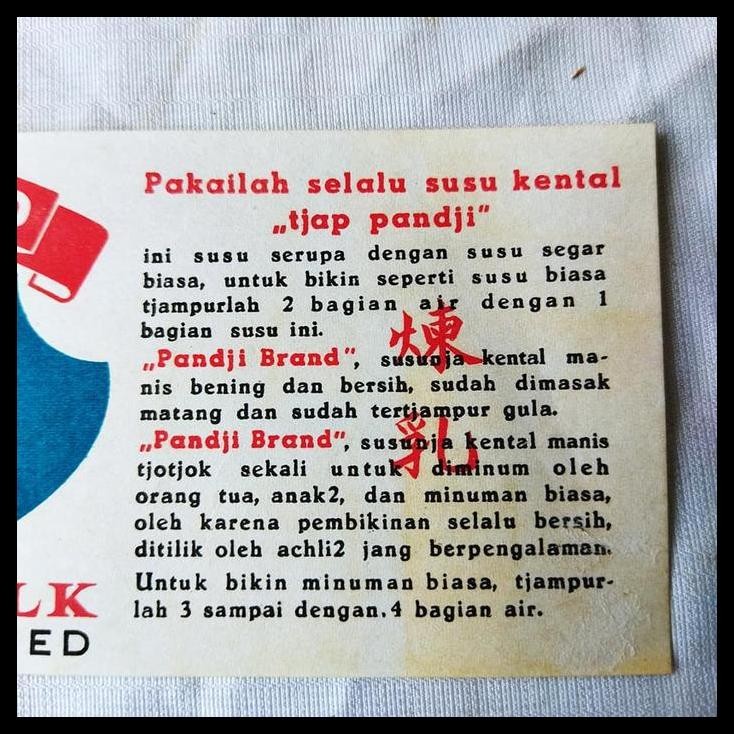 Pakailah selalu susu kental
„tjap pandji"
ini susu serupa dengan susu segar
biasa, untuk bikin seperti susu biasa
tjampurlah 2 bagian air dengan 1
bagian susu ini.
„Pandji Brand", susunja kental ma-
nis bening dan bersih, sudah dimasak
matang dan sudah tertjampur gula.
„Pandji Brand", susunja kental manis
tjotjok sekali untuk diminum oleh
orang tua, anak2, dan minuman biasa,
oleh karena pembikinan selalu bersih,
ditilik oleh achli2 jang berpengalaman.
Untuk bikin minuman biasa, tjampur-
lah 3 sampai dengan.4 bagian air.
煉
乳
LK
ED